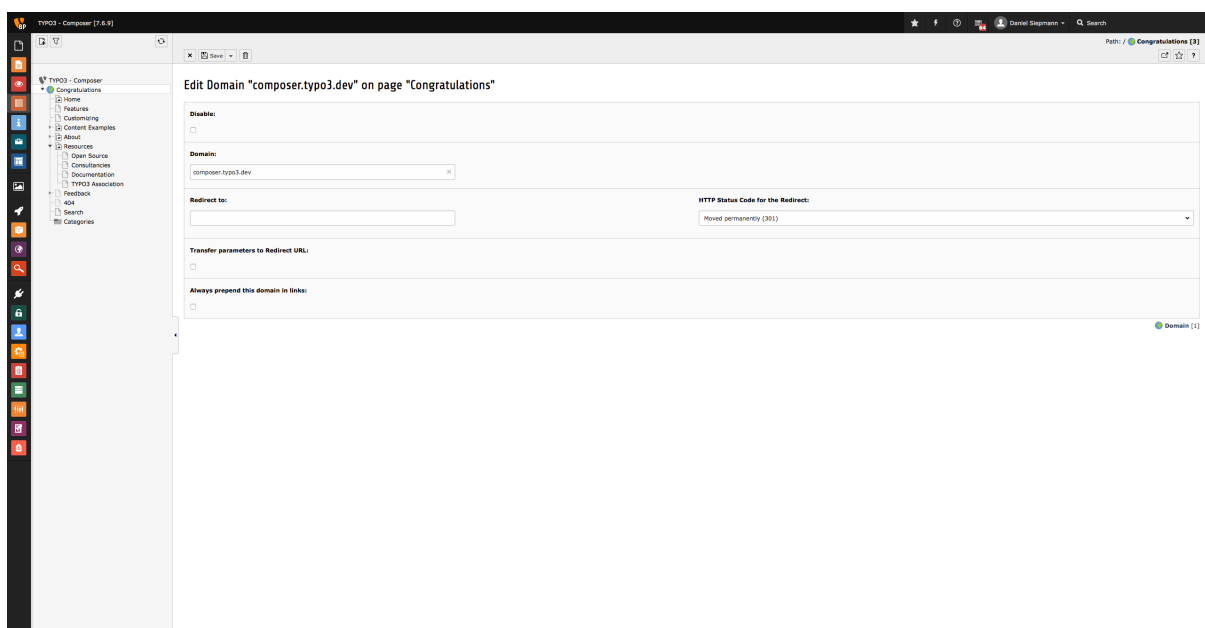 TYPO3 - Composer [7.6.9]
64
Daniel Siepmann
Search
Path: / Congratulations [3]
Save
?
TYPO3 - Composer
Congratulations
Home
Features
Customizing
Content Examples
About
Resources
Open Source
Consultancies
Documentation
TYPO3 Association
Feedback
404
Search
Categories
Edit Domain "composer.typo3.dev" on page "Congratulations"
Disable:
Domain:
composer.typo3.dev
Redirect to:
HTTP Status Code for the Redirect:
Moved permanently (301)
Transfer parameters to Redirect URL:
Always prepend this domain in links:
Domain [1]